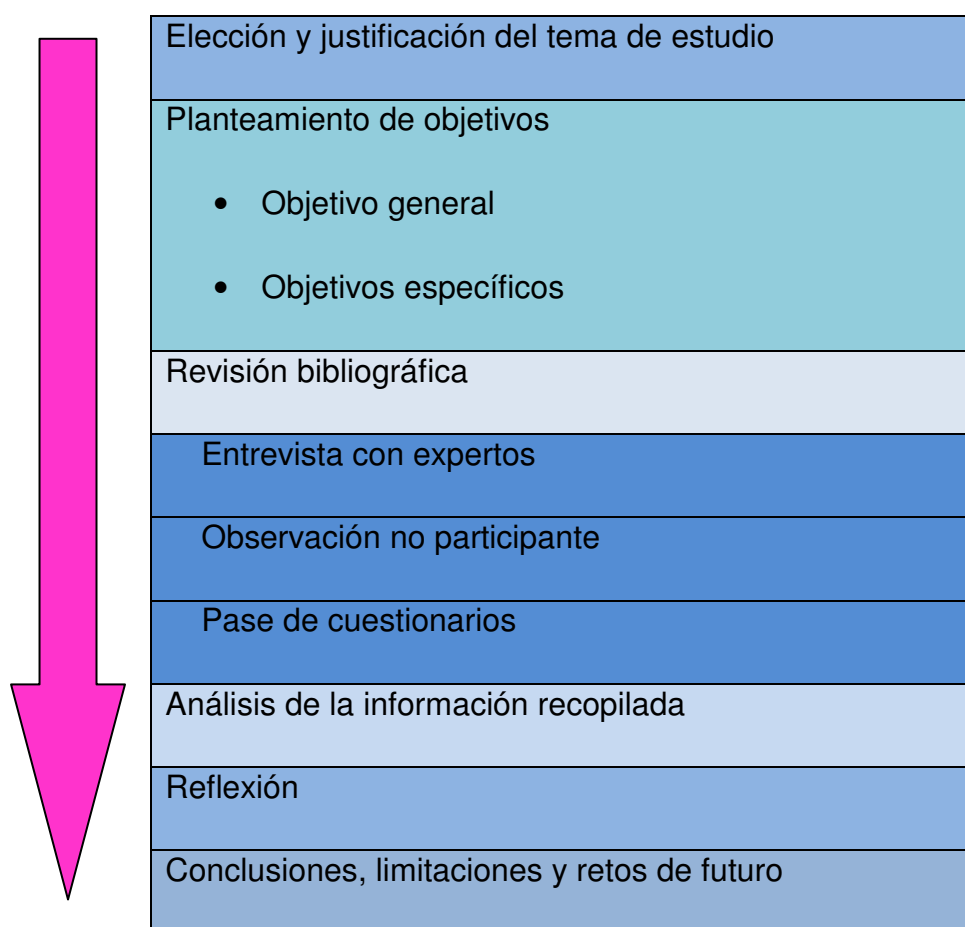 Elección y justificación del tema de estudio
Planteamiento de objetivos
• Objetivo general
• Objetivos específicos
Revisión bibliográfica
Entrevista con expertos
Observación no participante
Pase de cuestionarios
Análisis de la información recopilada
Reflexión
Conclusiones, limitaciones y retos de futuro